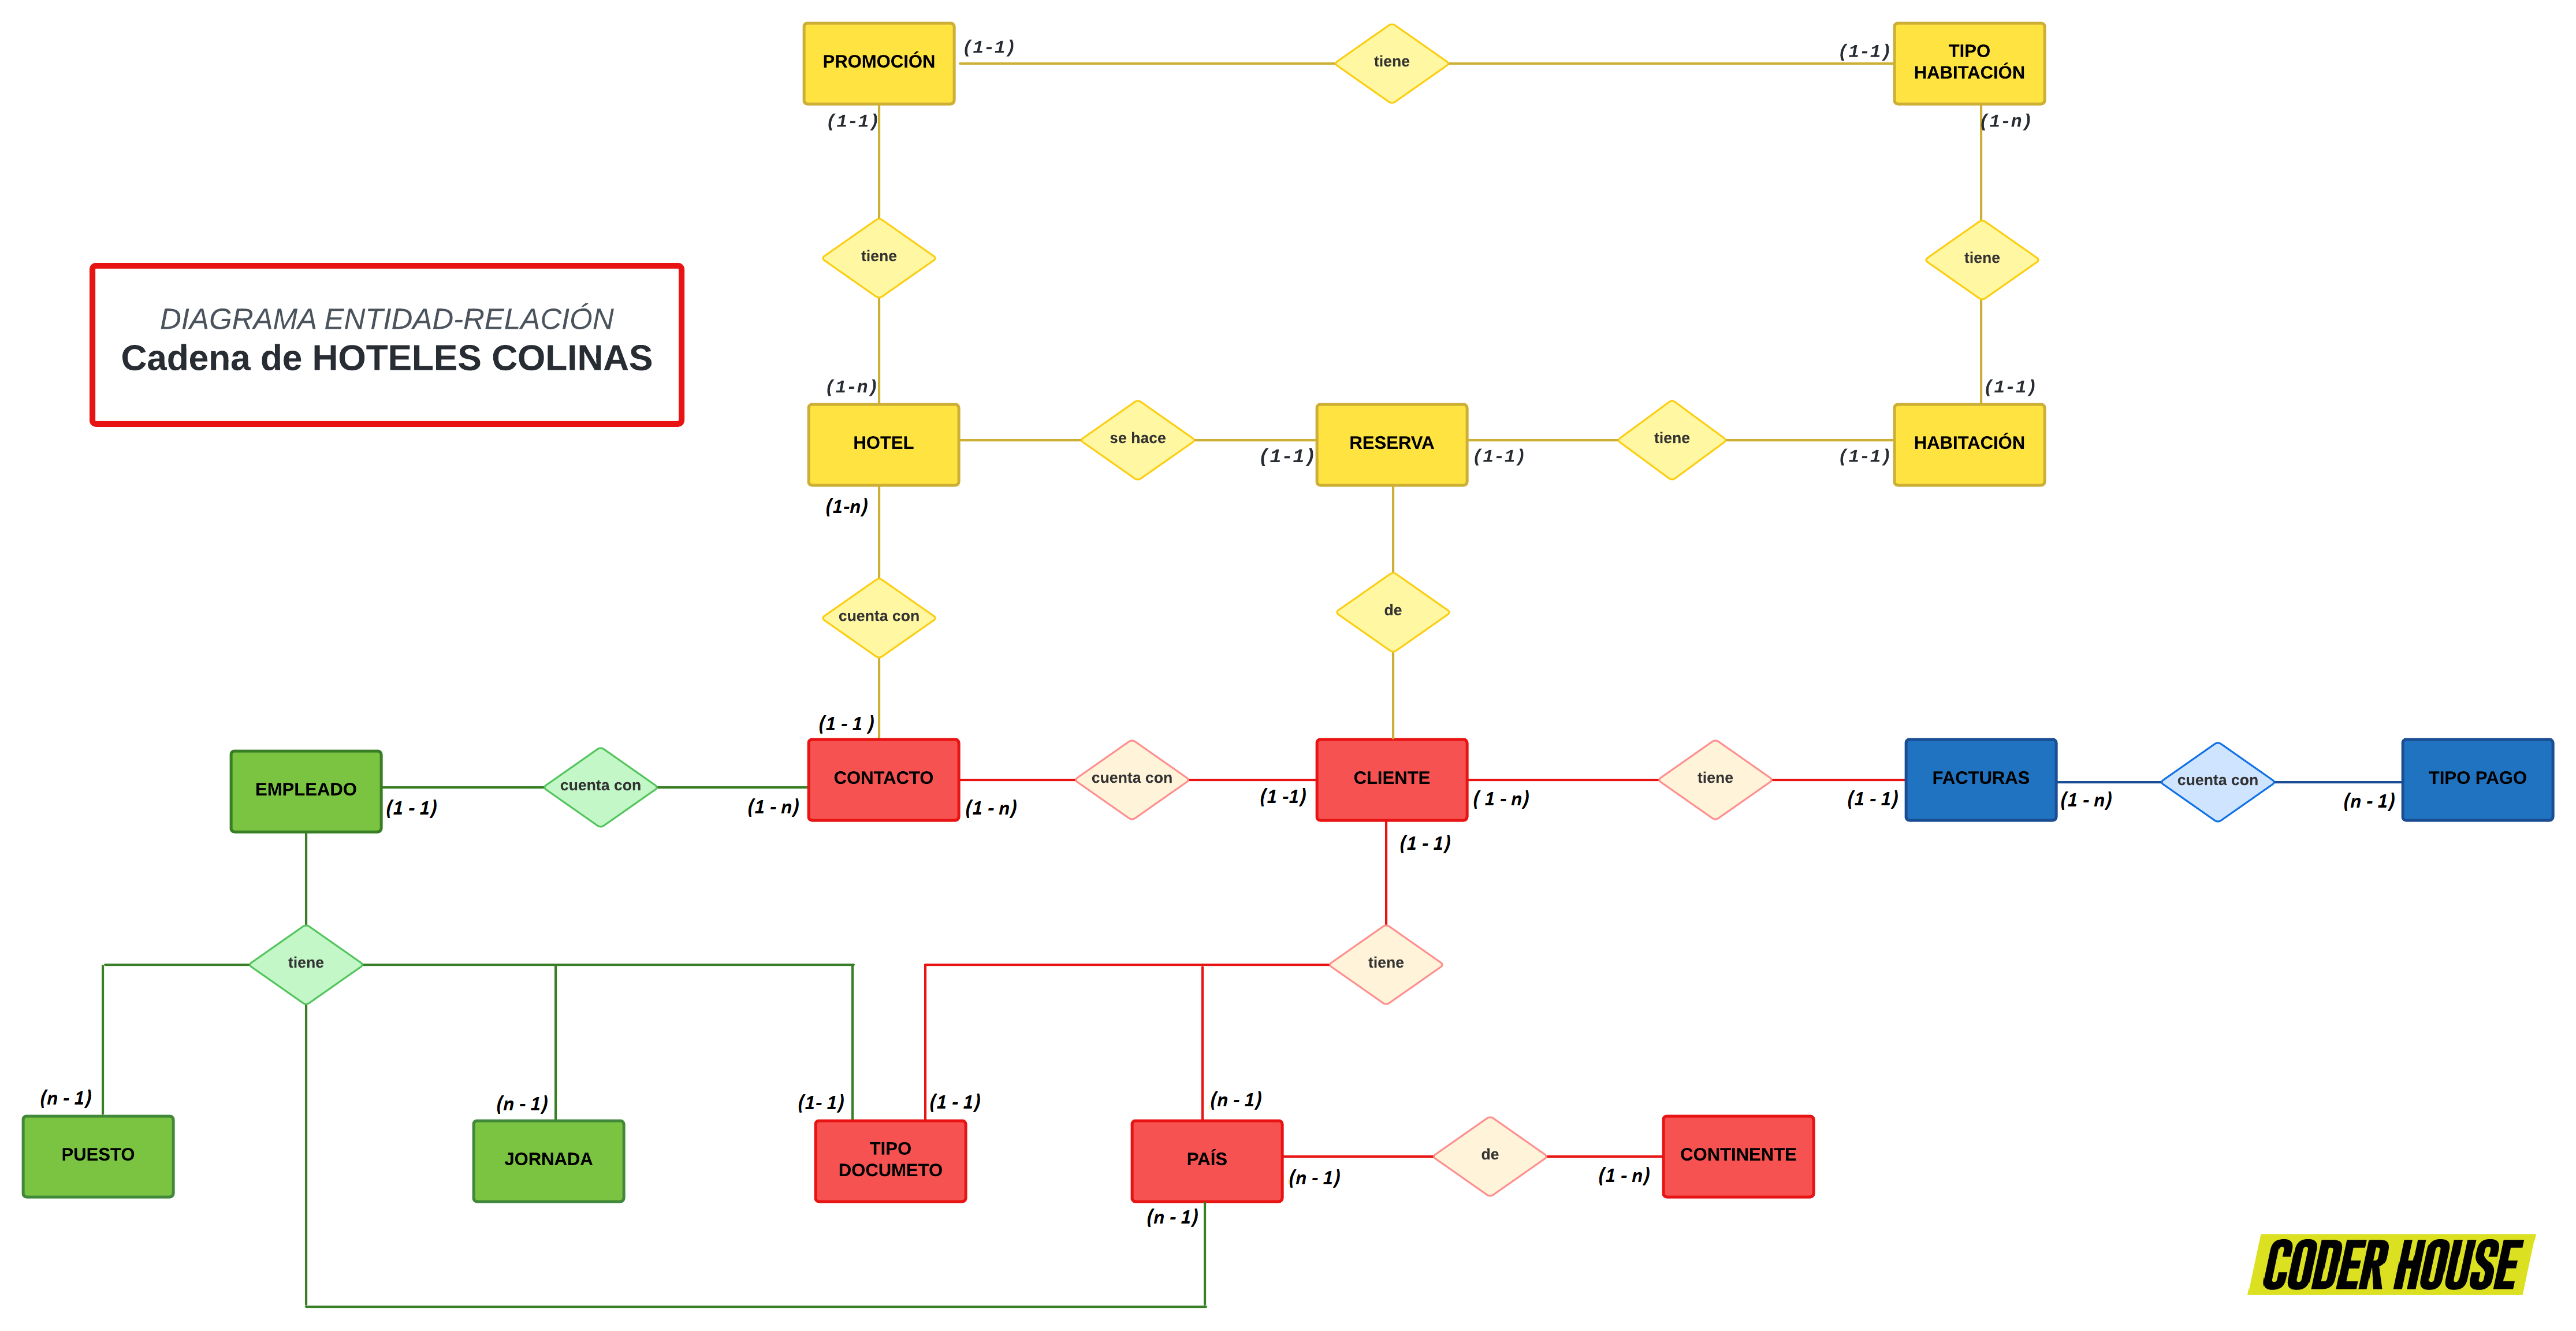 PROMOCIÓN
(1-1)
tiene
(1-1)
TIPO
HABITACIÓN
(1-1)
(1-n)
tiene
tiene
DIAGRAMA ENTIDAD-RELACIÓN
Cadena de HOTELES COLINAS
(1-n)
(1-1)
HOTEL
se hace
(1-1)
RESERVA
(1-1)
tiene
(1-1)
HABITACIÓN
(1-n)
cuenta con
de
(1 - 1 )
EMPLEADO
(1 - 1)
cuenta con
(1 - n)
CONTACTO
(1 - n)
cuenta con
(1 -1)
CLIENTE
( 1 - n)
tiene
(1 - 1)
FACTURAS
(1 - n)
cuenta con
(n - 1)
TIPO PAGO
(1 - 1)
tiene
tiene
(n - 1)
(n - 1)
(1- 1)
(1 - 1)
(n - 1)
PUESTO
JORNADA
TIPO
DOCUMETO
PAÍS
(n - 1)
de
(1 - n)
CONTINENTE
(n - 1)
CODER HOUSE